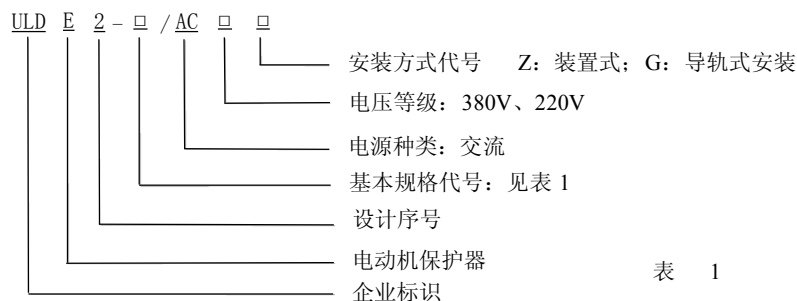 ULD E 2-□/AC □ □
安装方式代号 Z：装置式；G：导轨式安装
电压等级：380V、220V
电源种类：交流
基本规格代号：见表 1
设计序号
电动机保护器
表 1
企业标识